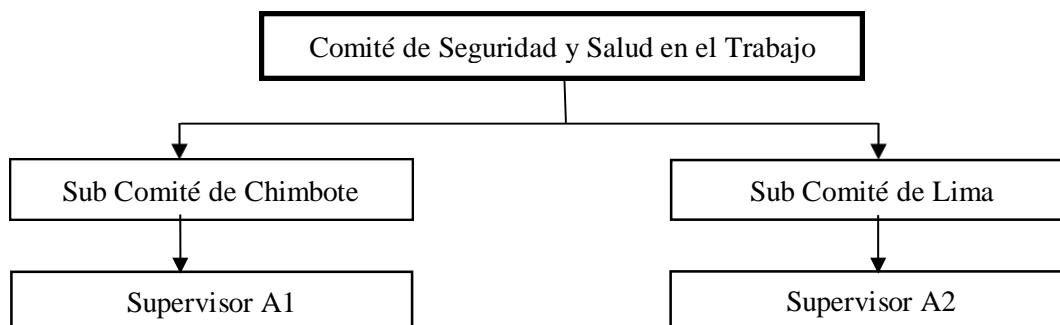 Comité de Seguridad y Salud en el Trabajo
Sub Comité de Chimbote
Sub Comité de Lima
Supervisor A1
Supervisor A2